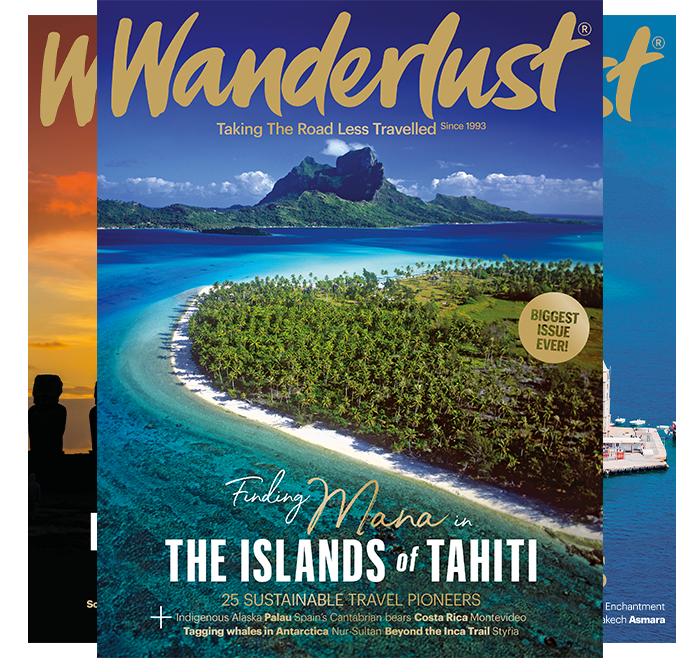 Wanderlust®
Taking The Road Less Travelled Since 1993
BIGGEST
ISSUE
EVER!
Finding Mana in
THE ISLANDS of TAHITI
25 SUSTAINABLE TRAVEL PIONEERS
+ Indigenous Alaska Palau Spain's Cantabrian bears Costa Rica Montevideo
Tagging whales in Antarctica Nur-Sultan Beyond the Inca Trail Styria
W
st®
Enchantment
akech Asmara